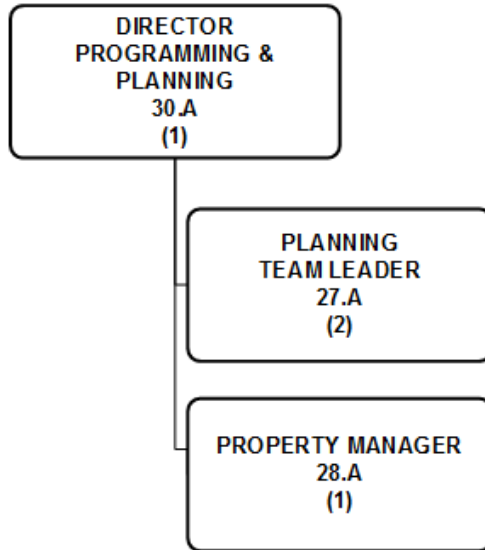 DIRECTOR
PROGRAMMING &
PLANNING
30.A
(1)
PLANNING
TEAM LEADER
27.A
(2)
PROPERTY MANAGER
28.A
(1)